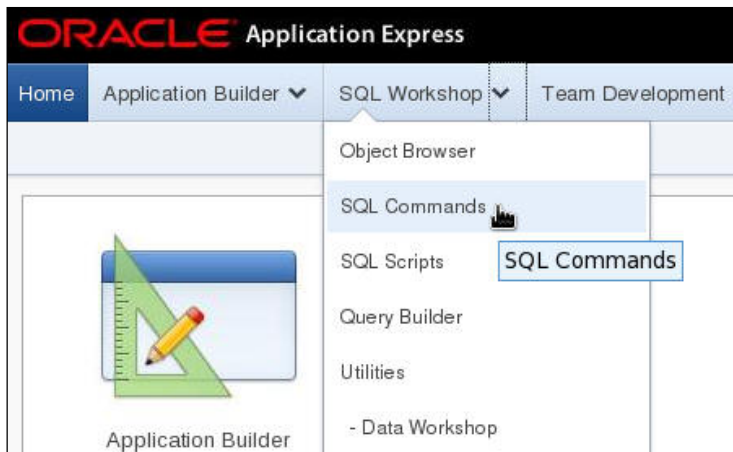 ORACLE Application Express
Home Application Builder SQL Workshop Team Development
Object Browser
SQL Commands
SQL Commands
SQL Scripts
Query Builder
Utilities
- Data Workshop
Application Builder